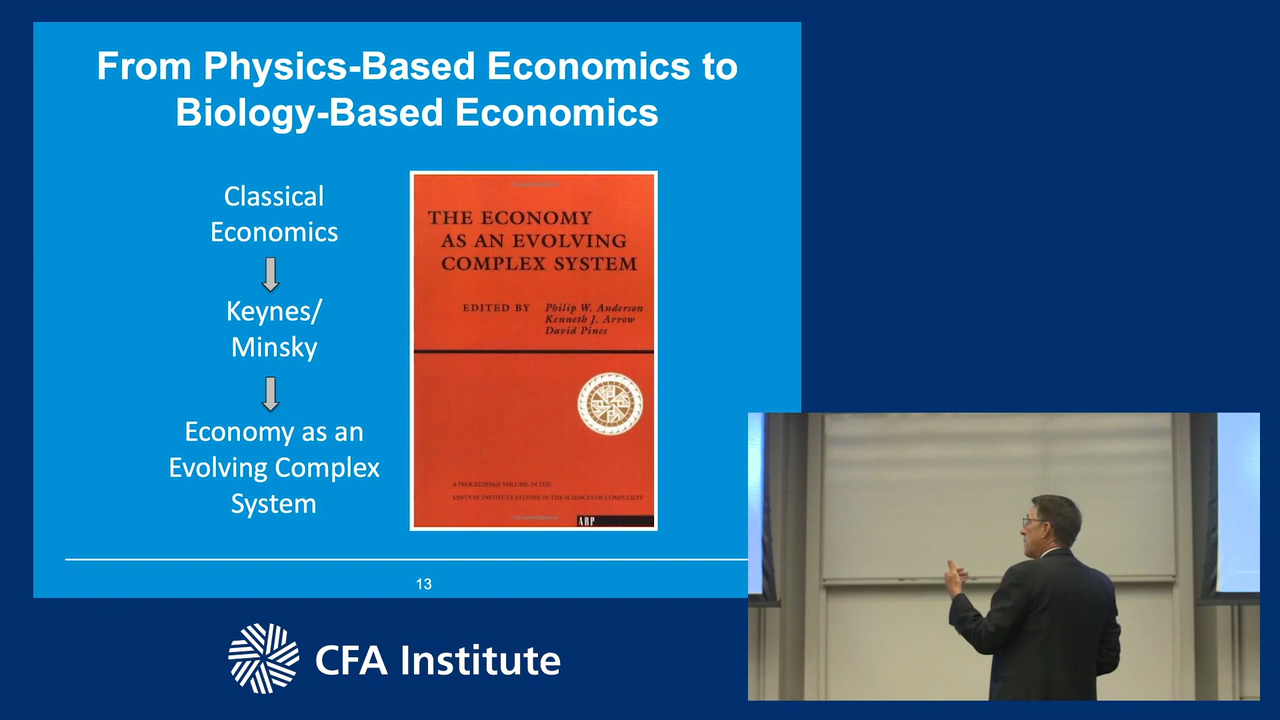 From Physics-Based Economics to
Biology-Based Economics
Classical
Economics
Keynes/
Minsky
Economy as an
Evolving Complex
System
THE ECONOMY
AS AN EVOLVING
COMPLEX SYSTEM
EDITED BY Philip W. Anderson
Kenneth J. Arrow
David Pines
A PROCEEDINGS VOLUME IN THE
SANTA FE INSTITUTE STUDIES IN THE SCIENCES OF COMPLEXITY
ABP
13
CFA Institute